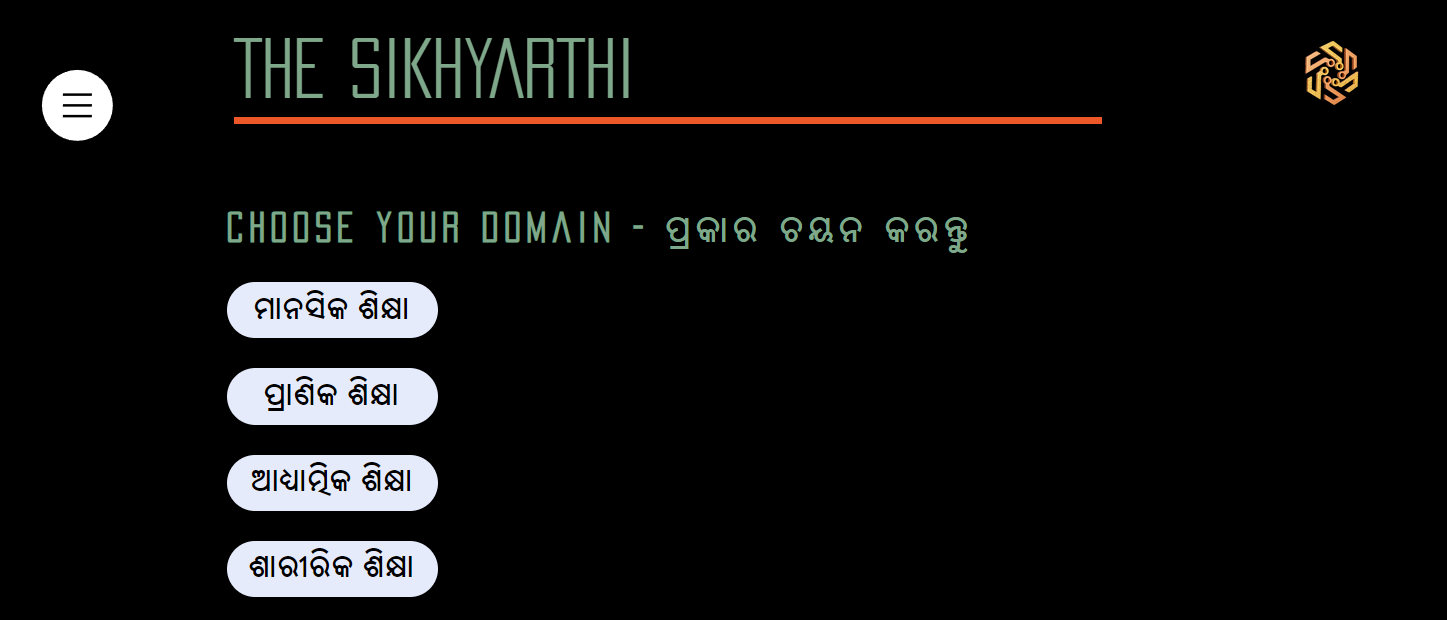 THE SIKHYARTHI
CHOOSE YOUR DOMAIN - ପ୍ରକାର ଚୟନ କରନ୍ତୁ
ମାନସିକ ଶିକ୍ଷା
ପ୍ରାଣିକ ଶିକ୍ଷା
ଆଧ୍ୟାତ୍ମିକ ଶିକ୍ଷା
ଶାରୀରିକ ଶିକ୍ଷା